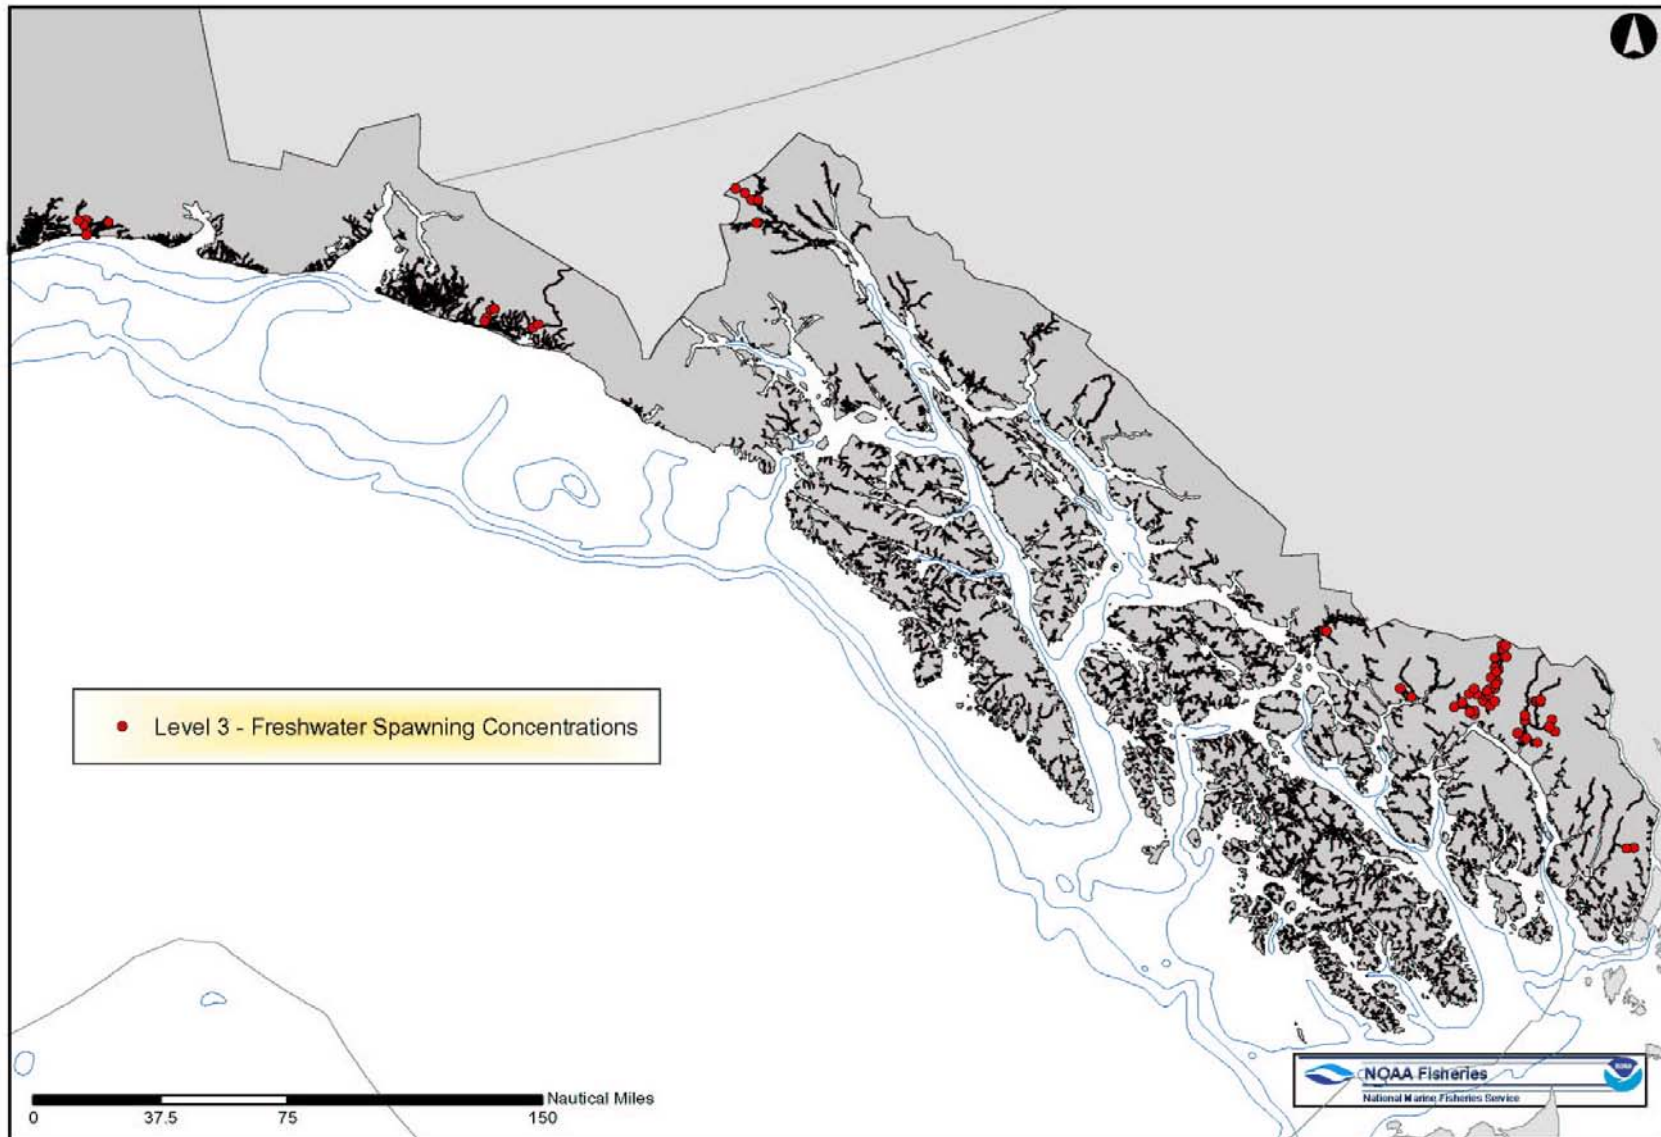 Level 3 - Freshwater Spawning Concentrations
Nautical Miles
0 37.5 75 150
NOAA Fisheries
National Marine Fisheries Service